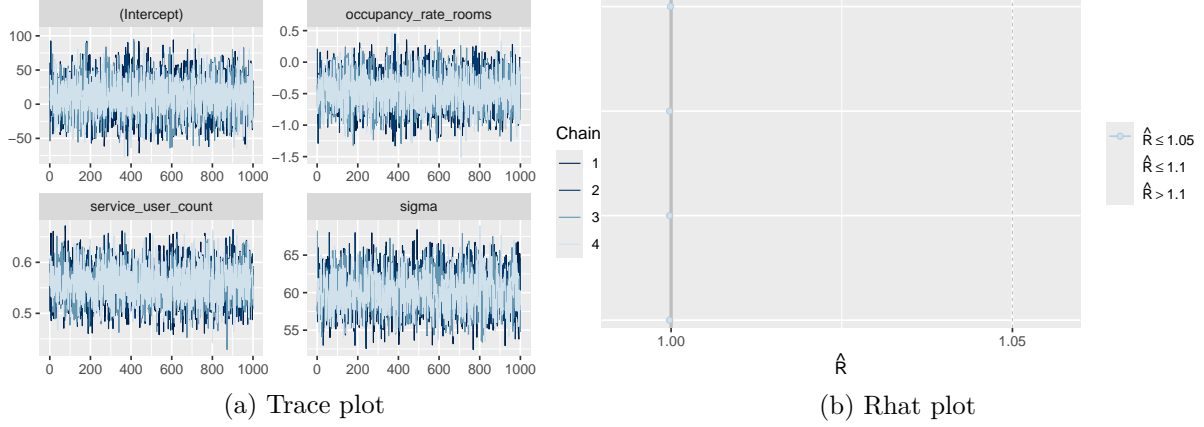 (Intercept)
occupancy_rate_rooms
100
50
0
−50
0 200 400 600 800 1000
0.5
0.0
−0.5
−1.0
−1.5
0 200 400 600 800 1000
service_user_count
sigma
0.6
0.5
0 200 400 600 800 1000
65
60
55
0 200 400 600 800 1000
Chain
1
2
3
4
(a) Trace plot
1.00 1.05
R̂
R̂ ≤ 1.05
R̂ ≤ 1.1
R̂ > 1.1
(b) Rhat plot